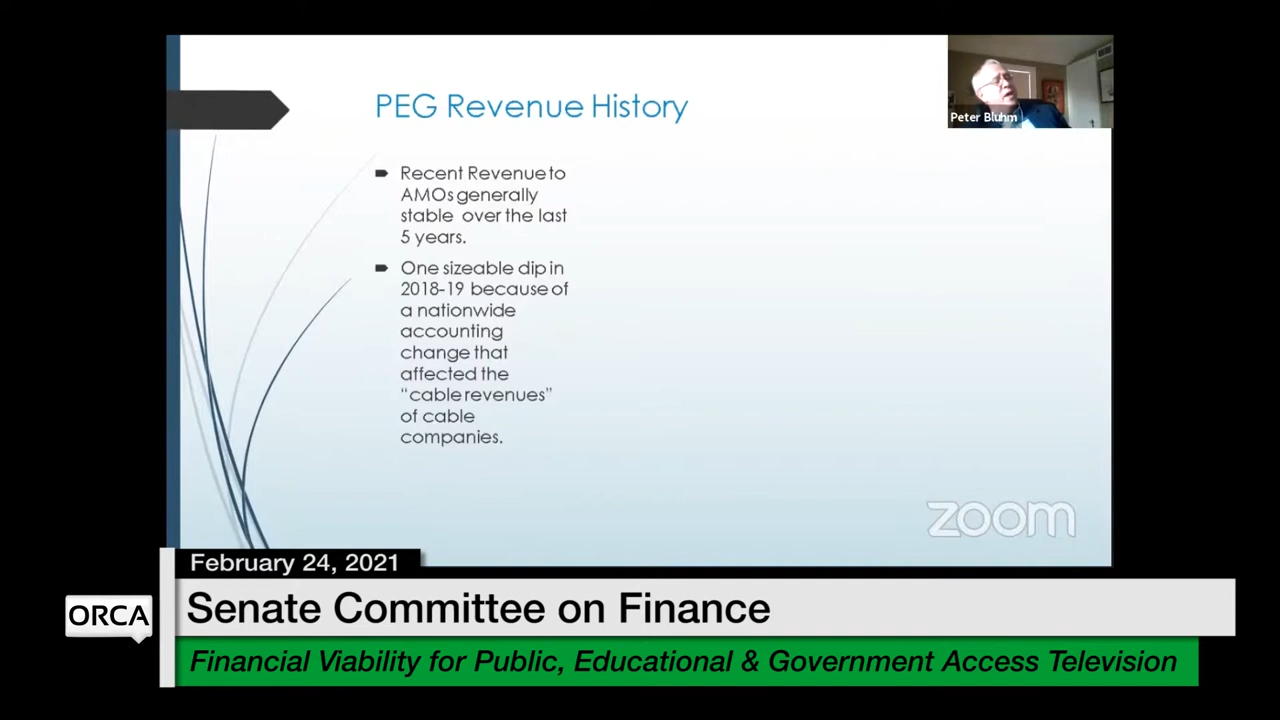 PEG Revenue History
Peter Bluhm
Recent Revenue to
AMOs generally
stable over the last
5 years.
One sizeable dip in
2018-19 because of
a nationwide
accounting
change that
affected the
“cable revenues”
of cable
companies.
zoom
February 24, 2021
ORCA
Senate Committee on Finance
Financial Viability for Public, Educational & Government Access Television